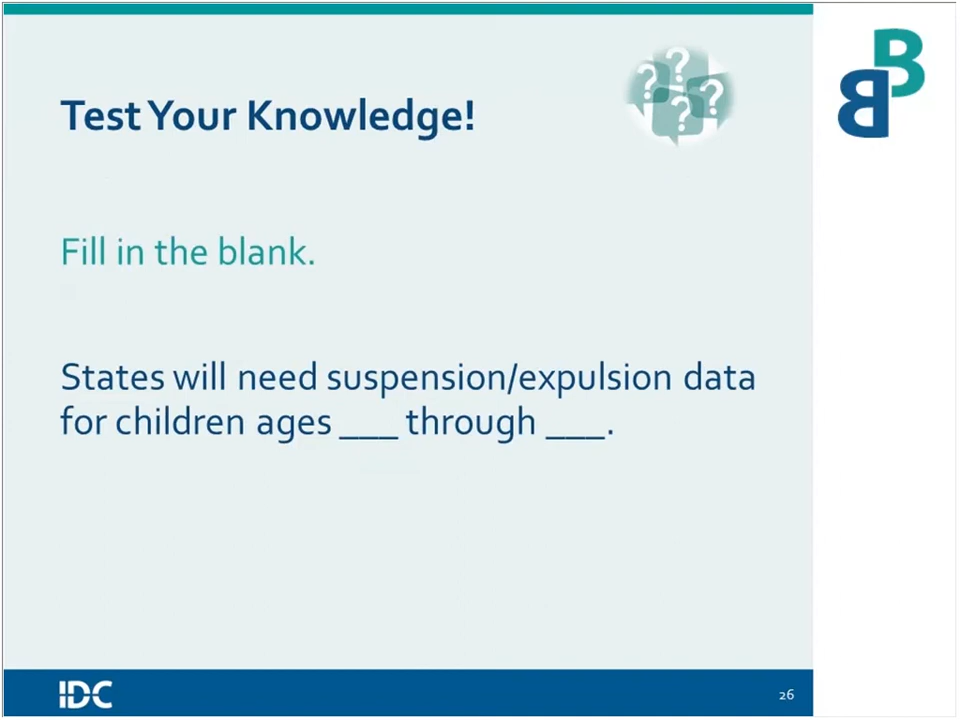 Test Your Knowledge!
Fill in the blank.
States will need suspension/expulsion data
for children ages ___ through ___.
IDC
26
BB